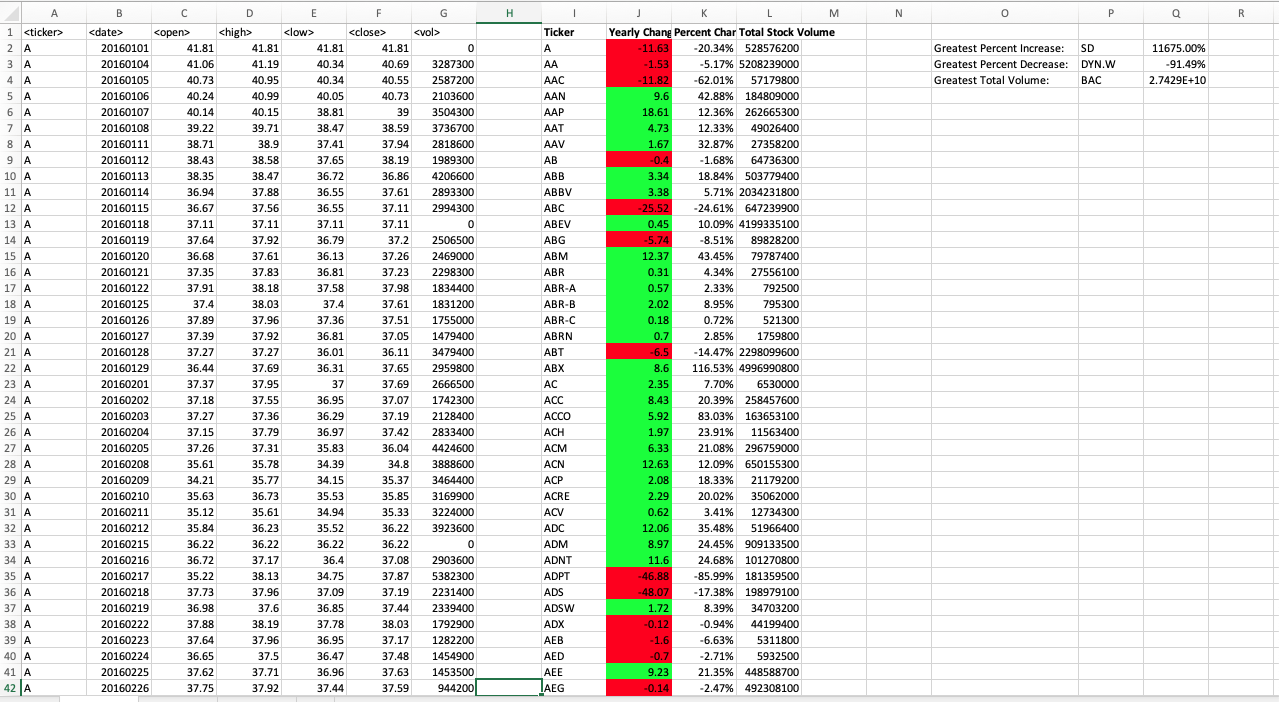 A B C D E F G H I J K L M N O P Q R
1 <ticker> <date> <open> <high> <low> <close> <vol> Ticker Yearly Chang Percent Char Total Stock Volume
2 A 20160101 41.81 41.81 41.81 41.81 0 A -11.63 -20.34% 528576200 Greatest Percent Increase: SD 11675.00%
3 A 20160104 41.06 41.19 40.34 40.69 3287300 AA -1.53 -5.17% 5208239000 Greatest Percent Decrease: DYN.W -91.49%
4 A 20160105 40.73 40.95 40.34 40.55 2587200 AAC -11.82 -62.01% 57179800 Greatest Total Volume: BAC 2.7429E+10
5 A 20160106 40.24 40.99 40.05 40.73 2103600 AAN 9.6 42.88% 184809000
6 A 20160107 40.14 40.15 38.81 39 3504300 AAP 18.61 12.36% 262665300
7 A 20160108 39.22 39.71 38.47 38.59 3736700 AAT 4.73 12.33% 49026400
8 A 20160111 38.71 38.9 37.41 37.94 2818600 AAV 1.67 32.87% 27358200
9 A 20160112 38.43 38.58 37.65 38.19 1989300 AB -0.4 -1.68% 64736300
10 A 20160113 38.35 38.47 36.72 36.86 4206600 ABB 3.34 18.84% 503779400
11 A 20160114 36.94 37.88 36.55 37.61 2893300 ABBV 3.38 5.71% 2034231800
12 A 20160115 36.67 37.56 36.55 37.11 2994300 ABC -25.52 -24.61% 647239900
13 A 20160118 37.11 37.11 37.11 37.11 0 ABEV 0.45 10.09% 4199335100
14 A 20160119 37.64 37.92 36.79 37.2 2506500 ABG -5.74 -8.51% 89828200
15 A 20160120 36.68 37.61 36.13 37.26 2469000 ABM 12.37 43.45% 79787400
16 A 20160121 37.35 37.83 36.81 37.23 2298300 ABR 0.31 4.34% 27556100
17 A 20160122 37.91 38.18 37.58 37.98 1834400 ABR-A 0.57 2.33% 792500
18 A 20160125 37.4 38.03 37.4 37.61 1831200 ABR-B 2.02 8.95% 795300
19 A 20160126 37.89 37.96 37.36 37.51 1755000 ABR-C 0.18 0.72% 521300
20 A 20160127 37.39 37.92 36.81 37.05 1479400 ABRN 0.7 2.85% 1759800
21 A 20160128 37.27 37.27 36.01 36.11 3479400 ABT -6.5 -14.47% 2298099600
22 A 20160129 36.44 37.69 36.31 37.65 2959800 ABX 8.6 116.53% 4996990800
23 A 20160201 37.37 37.95 37 37.69 2666500 AC 2.35 7.70% 6530000
24 A 20160202 37.18 37.55 36.95 37.07 1742300 ACC 8.43 20.39% 258457600
25 A 20160203 37.27 37.36 36.29 37.19 2128400 ACCO 5.92 83.03% 163653100
26 A 20160204 37.15 37.79 36.97 37.42 2833400 ACH 1.97 23.91% 11563400
27 A 20160205 37.26 37.31 35.83 36.04 4424600 ACM 6.33 21.08% 296759000
28 A 20160208 35.61 35.78 34.39 34.8 3888600 ACN 12.63 12.09% 650155300
29 A 20160209 34.21 35.77 34.15 35.37 3464400 ACP 2.08 18.33% 21179200
30 A 20160210 35.63 36.73 35.53 35.85 3169900 ACRE 2.29 20.02% 35062000
31 A 20160211 35.12 35.61 34.94 35.33 3224000 ACV 0.62 3.41% 12734300
32 A 20160212 35.84 36.23 35.52 36.22 3923600 ADC 12.06 35.48% 51966400
33 A 20160215 36.22 36.22 36.22 36.22 0 ADM 8.97 24.45% 909133500
34 A 20160216 36.72 37.17 36.4 37.08 2903600 ADNT 11.6 24.68% 101270800
35 A 20160217 35.22 38.13 34.75 37.87 5382300 ADPT -46.88 -85.99% 181359500
36 A 20160218 37.73 37.96 37.09 37.19 2231400 ADS -48.07 -17.38% 198979100
37 A 20160219 36.98 37.6 36.85 37.44 2339400 ADSW 1.72 8.39% 34703200
38 A 20160222 37.88 38.19 37.78 38.03 1792900 ADX -0.12 -0.94% 44199400
39 A 20160223 37.64 37.96 36.95 37.17 1282200 AEB -1.6 -6.63% 5311800
40 A 20160224 36.65 37.5 36.47 37.48 1454900 AED -0.7 -2.71% 5932500
41 A 20160225 37.62 37.71 36.96 37.63 1453500 AEE 9.23 21.35% 448588700
42 A 20160226 37.75 37.92 37.44 37.59 944200 AEG -0.14 -2.47% 492308100